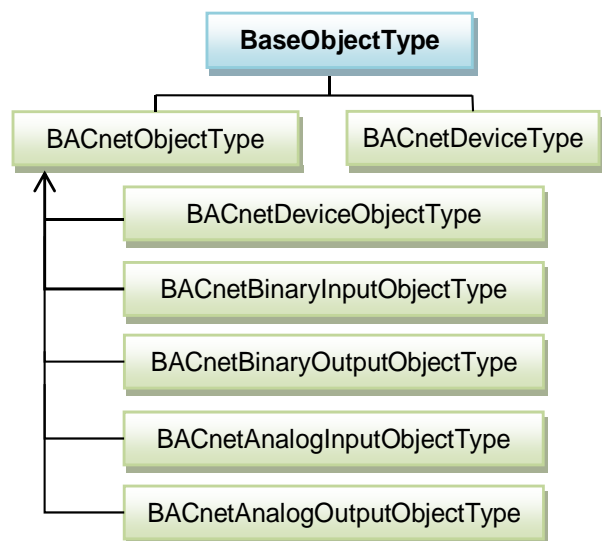 BaseObjectType
BACnetObjectType
BACnetDeviceType
BACnetDeviceObjectType
BACnetBinaryInputObjectType
BACnetBinaryOutputObjectType
BACnetAnalogInputObjectType
BACnetAnalogOutputObjectType